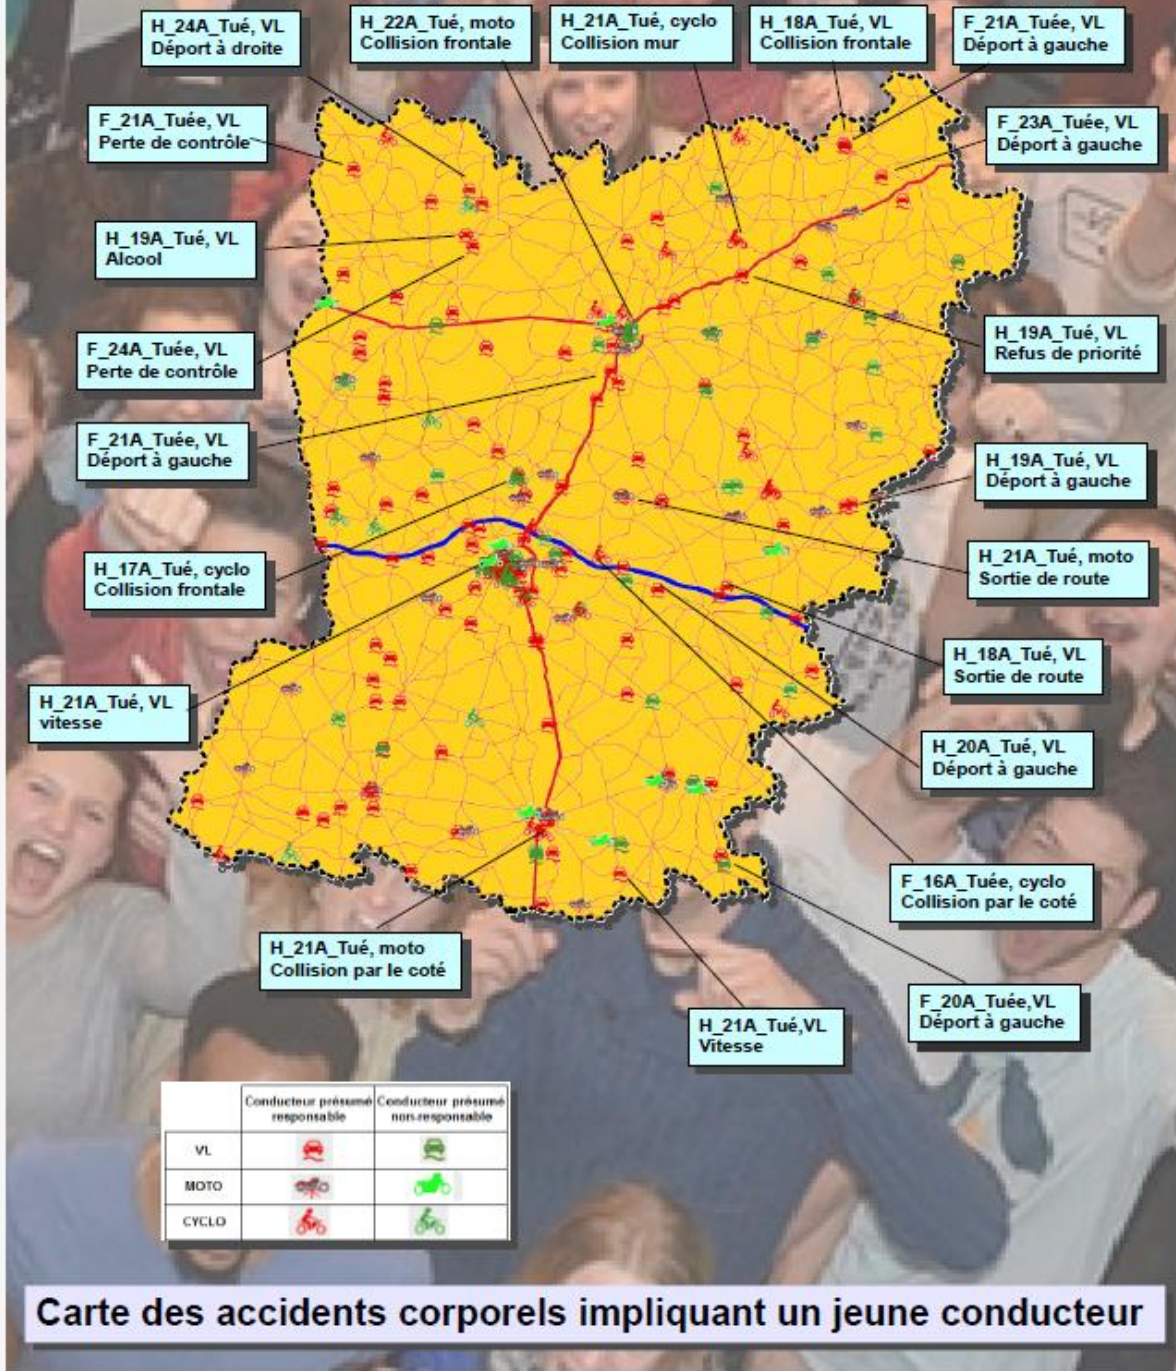 H_24A_Tué, VL
Déport à droite
H_22A_Tué, moto
Collision frontale
H_21A_Tué, cyclo
Collision mur
H_18A_Tué, VL
Collision frontale
F_21A_Tuée, VL
Déport à gauche
F_21A_Tuée, VL
Perte de contrôle
F_23A_Tuée, VL
Déport à gauche
H_19A_Tué, VL
Alcool
H_19A_Tué, VL
Refus de priorité
F_24A_Tuée, VL
Perte de contrôle
F_21A_Tuée, VL
Déport à gauche
H_19A_Tué, VL
Déport à gauche
H_17A_Tué, cyclo
Collision frontale
H_21A_Tué, moto
Sortie de route
H_18A_Tué, VL
Sortie de route
H_21A_Tué, VL
vitesse
H_20A_Tué, VL
Déport à gauche
F_16A_Tuée, cyclo
Collision par le coté
H_21A_Tué, moto
Collision par le coté
F_20A_Tuée,VL
Déport à gauche
H_21A_Tué,VL
Vitesse
Conducteur présumé responsable
Conducteur présumé non-responsable
VL
MOTO
CYCLO
Carte des accidents corporels impliquant un jeune conducteur